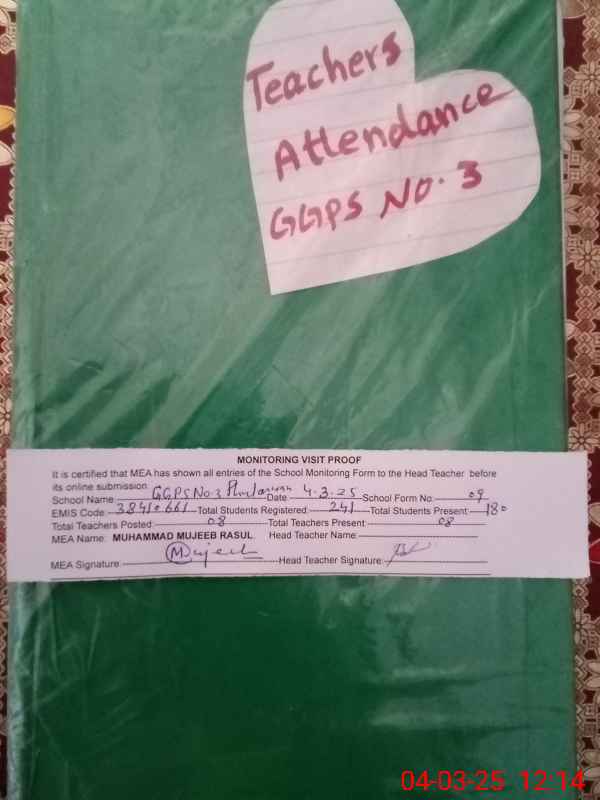 Teachers
Attendance
GGPS No. 3
MONITORING VISIT PROOF
It is certified that MEA has shown all entries of the School Monitoring Form to the Head Teacher before
its online submission.
School Name: GGPS No. 3 Date 4.3.25 School Form No: 09
EMIS Code: 38410661 Total Students Registered: 241 Total Students Present: 180
Total Teachers Posted: 08 Total Teachers Present: 08
MEA Name: MUHAMMAD MUJEEB RASUL Head Teacher Name:
MEA Signature: Mujeeb Head Teacher Signature:
04-03-25 12:14